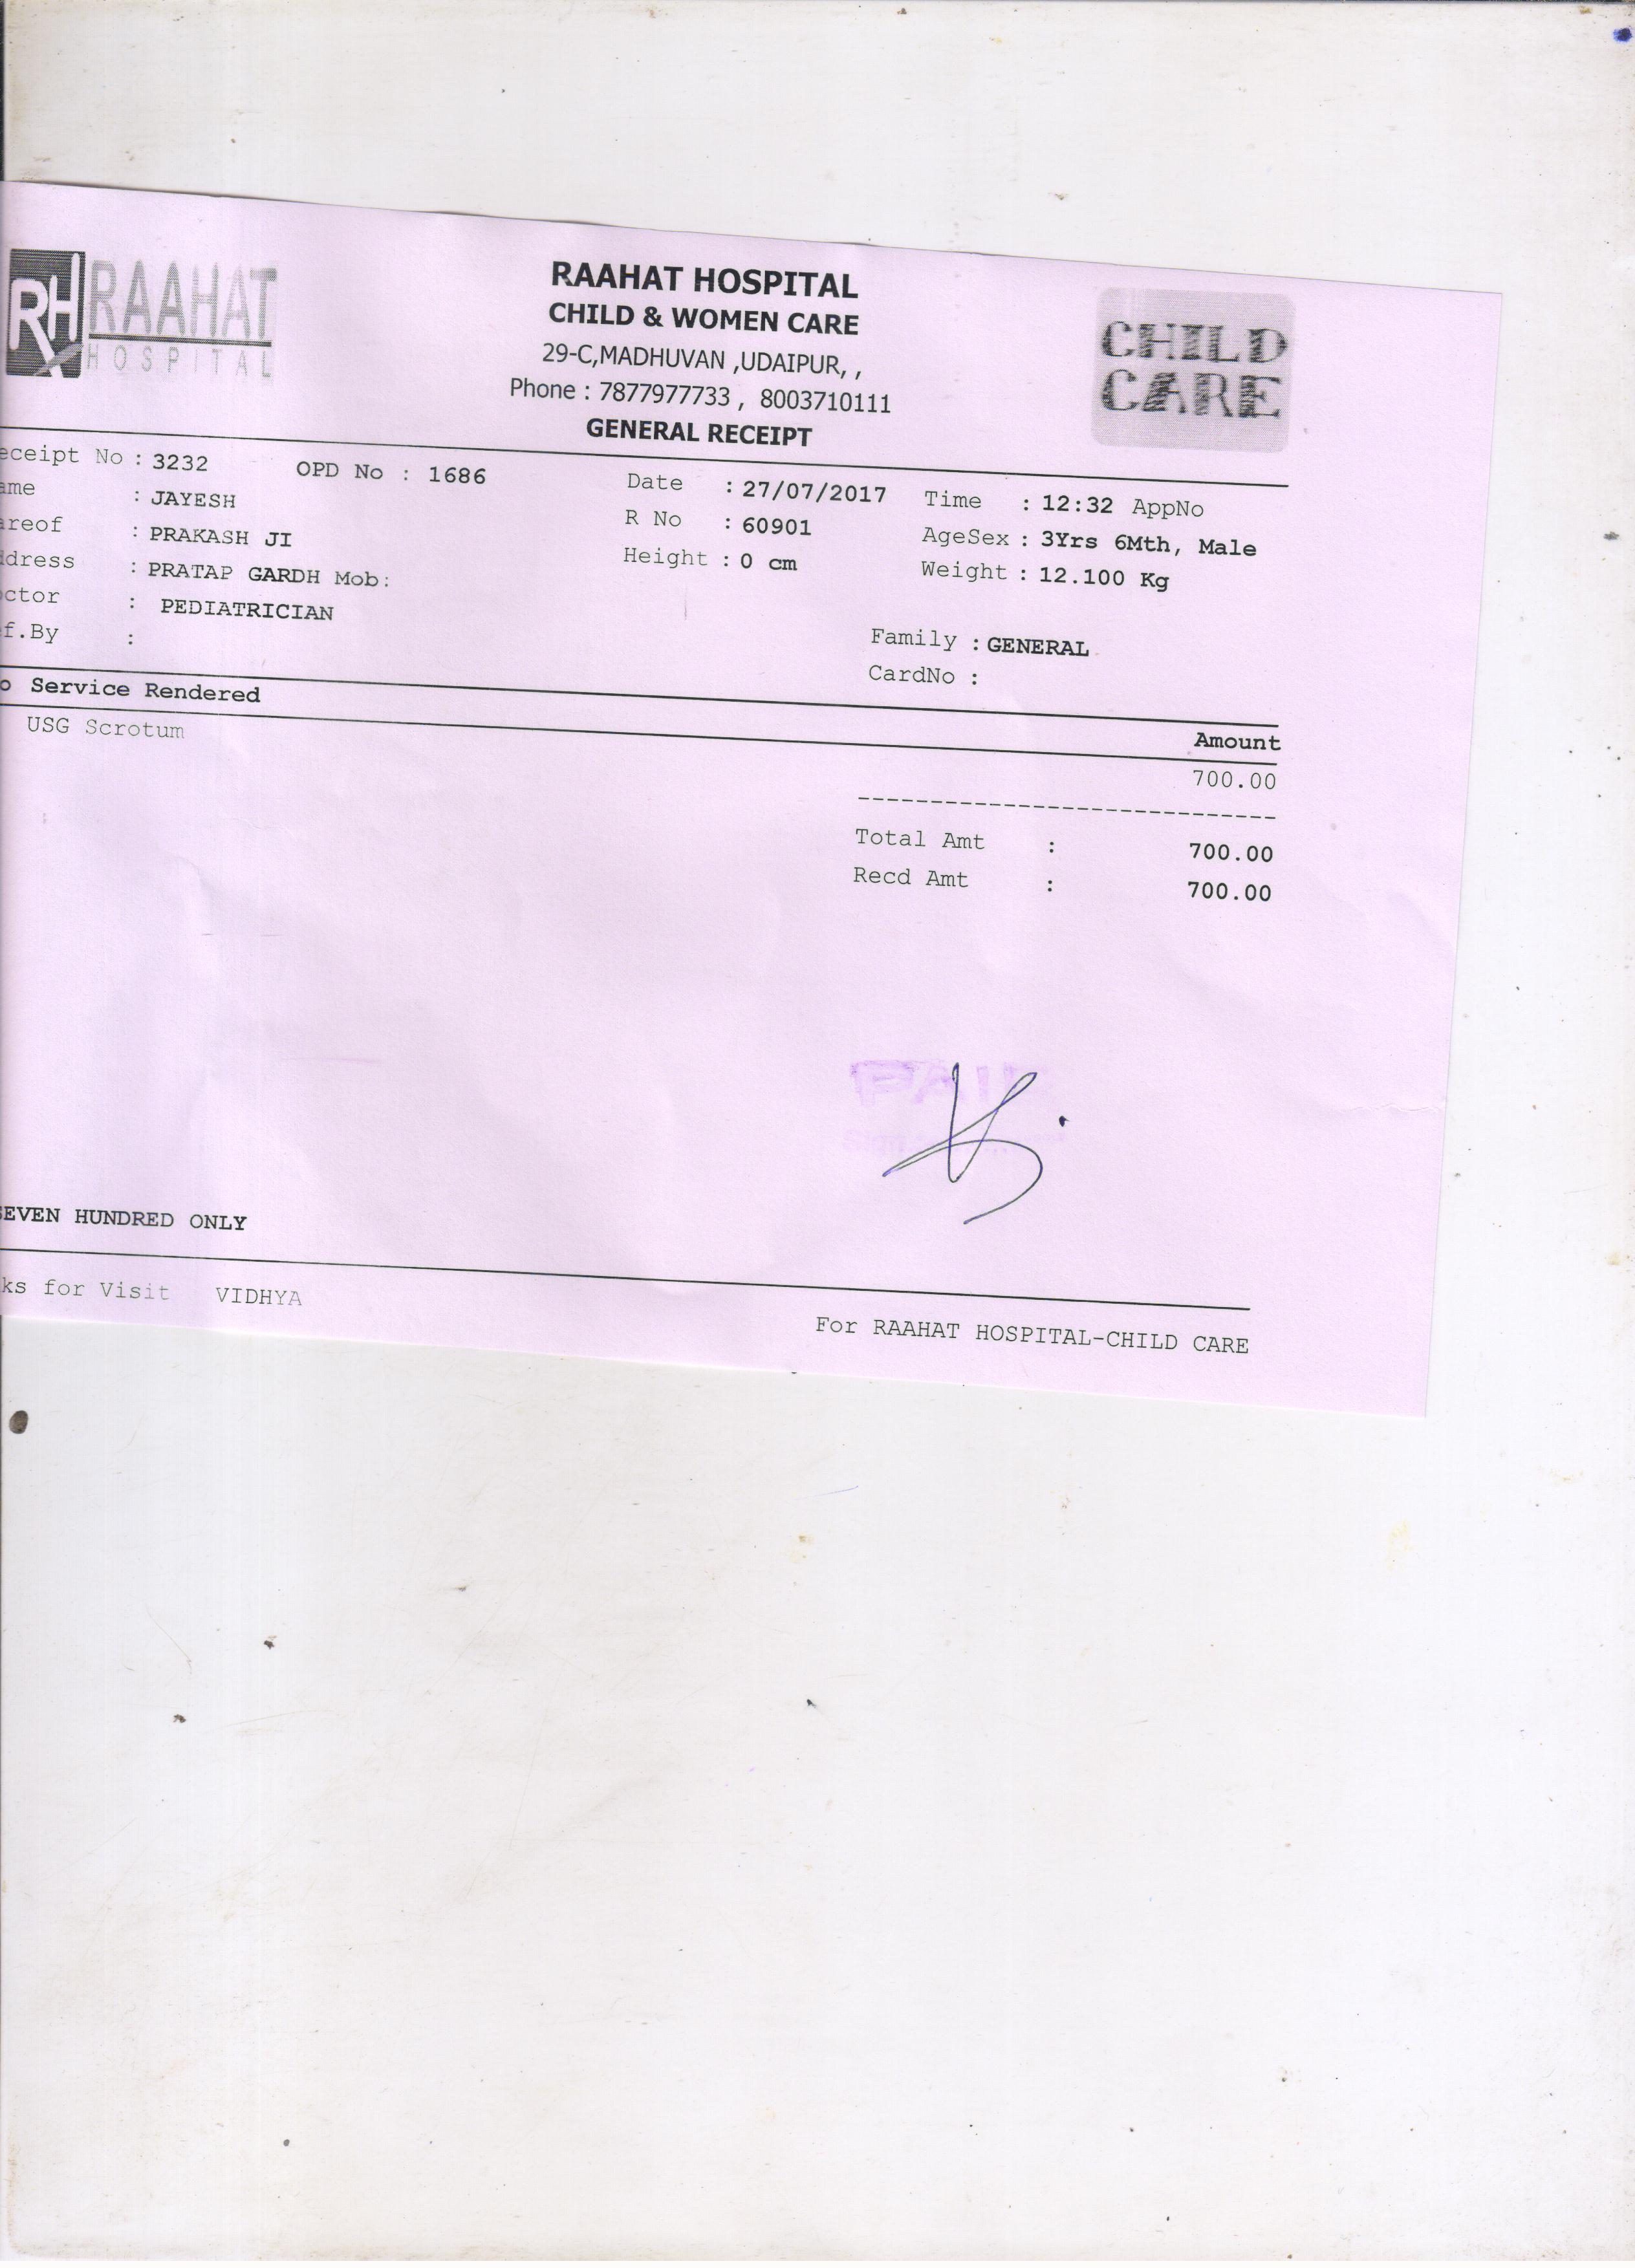 RH RAAHAT
HOSPITAL
RAAHAT HOSPITAL
CHILD & WOMEN CARE
29-C,MADHUVAN ,UDAIPUR, ,
Phone : 7877977733 , 8003710111
GENERAL RECEIPT
CHILD
CARE
eceipt No : 3232 OPD No : 1686 Date : 27/07/2017 Time : 12:32 AppNo
ame : JAYESH R No : 60901 AgeSex : 3Yrs 6Mth, Male
areof : PRAKASH JI Height : 0 cm Weight : 12.100 Kg
ddress : PRATAP GARDH Mob:
octor : PEDIATRICIAN Family : GENERAL
ef.By : CardNo :
o Service Rendered Amount
USG Scrotum 700.00
Total Amt : 700.00
Recd Amt : 700.00
PAID
SEVEN HUNDRED ONLY
ks for Visit VIDHYA
For RAAHAT HOSPITAL-CHILD CARE